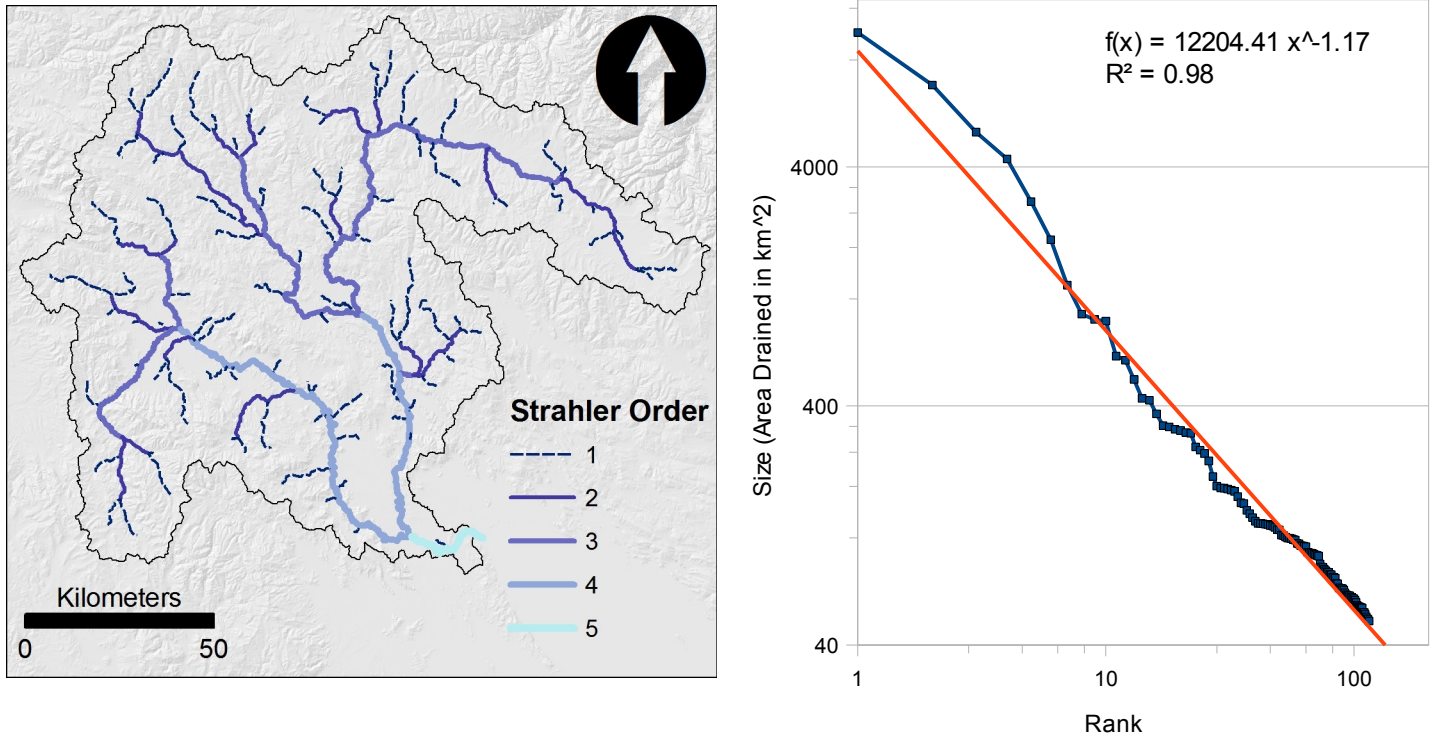 Strahler Order
1
2
3
4
5
Kilometers
0 50
f(x) = 12204.41 x^-1.17
R² = 0.98
Size (Area Drained in km^2)
4000
400
40
1 10 100
Rank